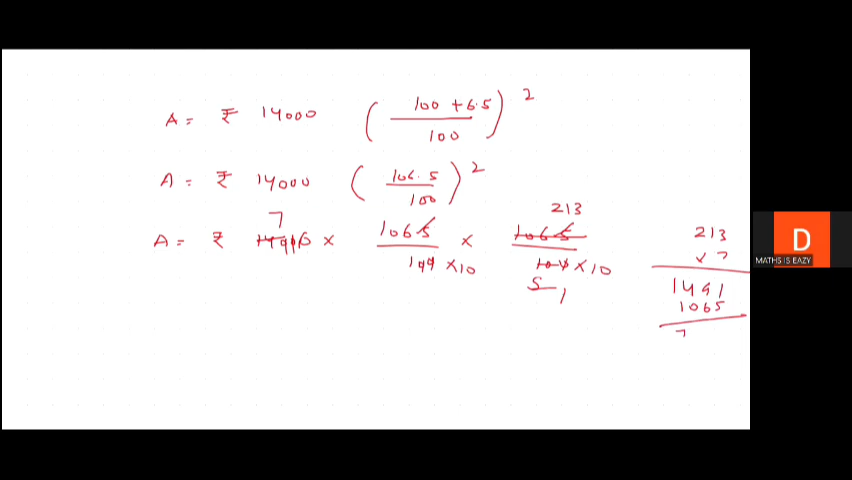 A = ₹ 14000 ( 100 + 6.5 / 100 ) 2
A = ₹ 14000 ( 106.5 / 100 ) 2
7 213
A = ₹ 14000 × 1065 / 100 × 10 × 1065 / 100 × 10
5 1
213
× 7
1491
1065
7
D
MATHS IS EAZY